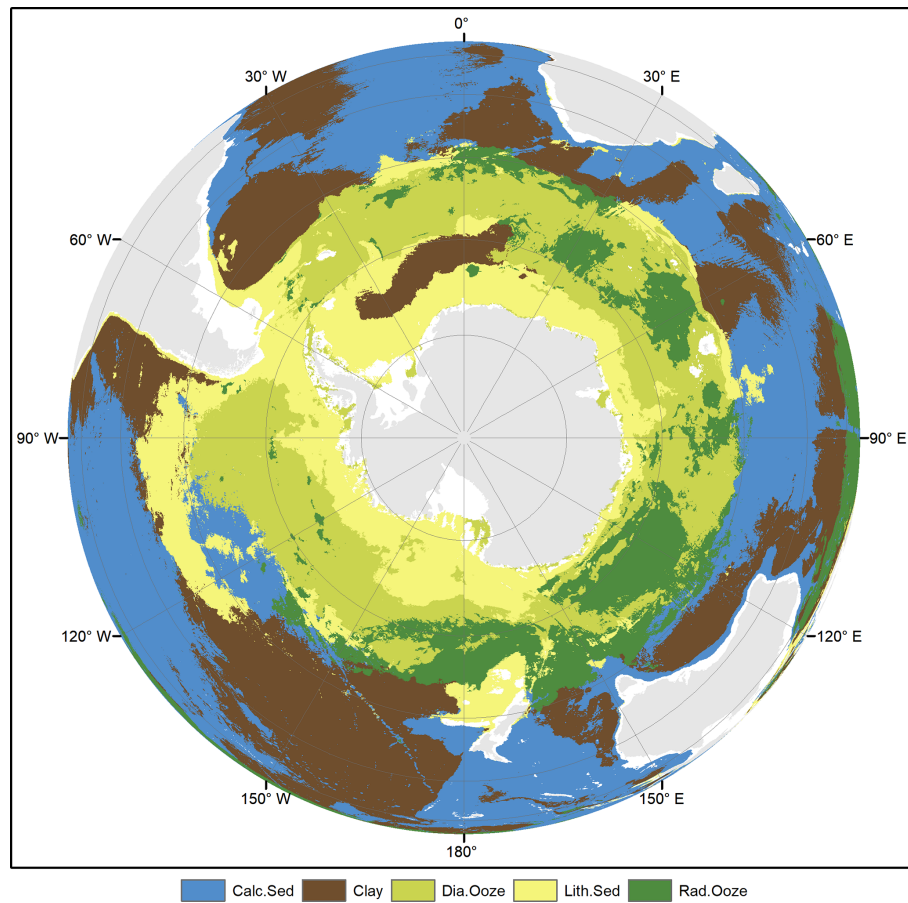 0°
30° W
30° E
60° W
60° E
90° W
90° E
120° W
120° E
150° W
150° E
180°
Calc.Sed Clay Dia.Ooze Lith.Sed Rad.Ooze